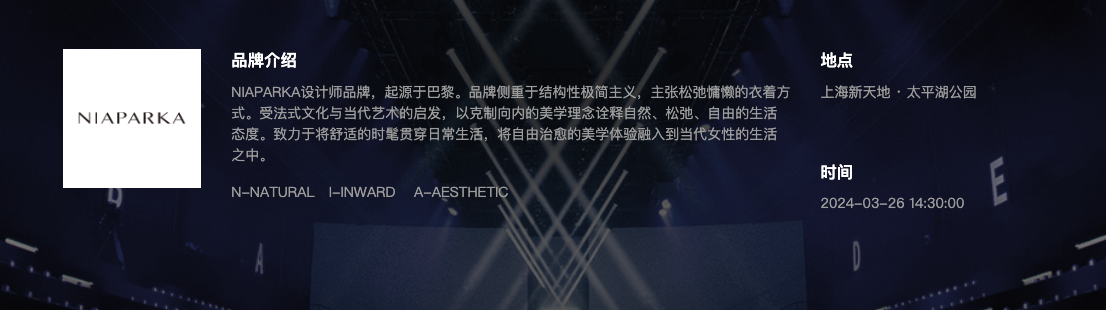 NIAPARKA
品牌介绍
NIAPARKA设计师品牌，起源于巴黎。品牌侧重于结构性极简主义，主张松弛慵懒的衣着方
式。受法式文化与当代艺术的启发，以克制向内的美学理念诠释自然、松弛、自由的生活
态度。致力于将舒适的时髦贯穿日常生活，将自由治愈的美学体验融入到当代女性的生活
之中。
N-NATURAL I-INWARD A-AESTHETIC
地点
上海新天地 · 太平湖公园
时间
2024-03-26 14:30:00
B
A
D
E